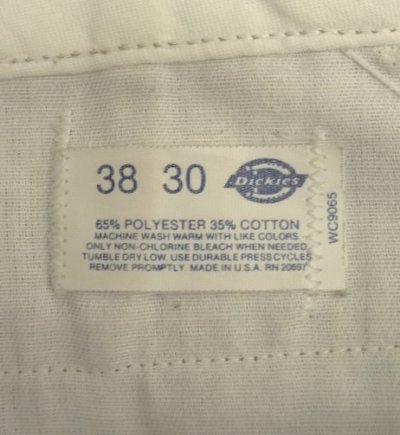 38 30 Dickies
65% POLYESTER 35% COTTON
MACHINE WASH WARM WITH LIKE COLORS
ONLY NON-CHLORINE BLEACH WHEN NEEDED
TUMBLE DRY LOW. USE DURABLE PRESS CYCLES
REMOVE PROMPTLY. MADE IN U.S.A. RN 20697
WC9065